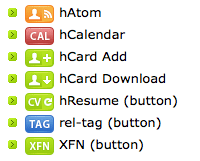 hAtom
CAL hCalendar
hCard Add
hCard Download
CV hResume (button)
TAG rel-tag (button)
XFN XFN (button)